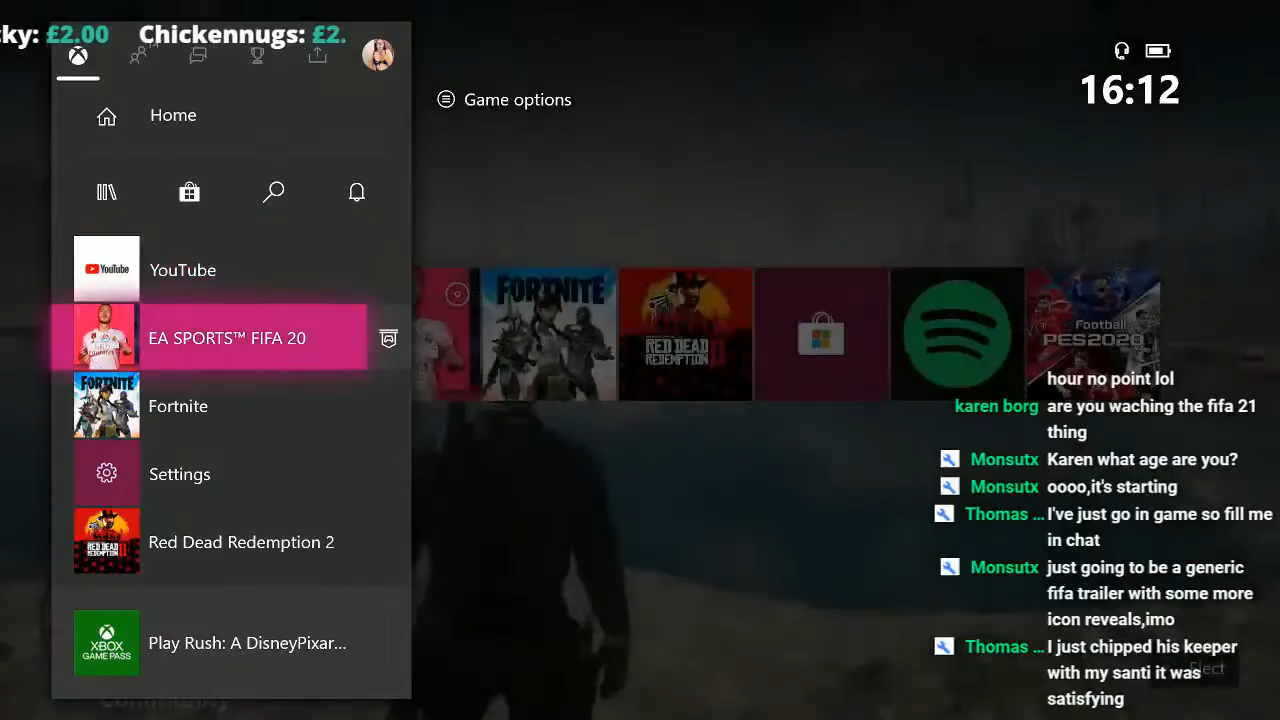 cky: £2.00 Chickennugs: £2.
Home
Game options
16:12
YouTube
YouTube
EA SPORTS™ FIFA 20
FORTNITE
Fortnite
Settings
RED DEAD REDEMPTION II
Red Dead Redemption 2
XBOX
GAME PASS
Play Rush: A DisneyPixar...
FORTNITE
RED DEAD
REDEMPTION
Football
PES2020
hour no point lol
karen borg are you waching the fifa 21
thing
Monsutx Karen what age are you?
Monsutx oooo,it's starting
Thomas ... I've just go in game so fill me
in chat
Monsutx just going to be a generic
fifa trailer with some more
icon reveals,imo
Thomas ... I just chipped his keeper
with my santi it was
satisfying
Community